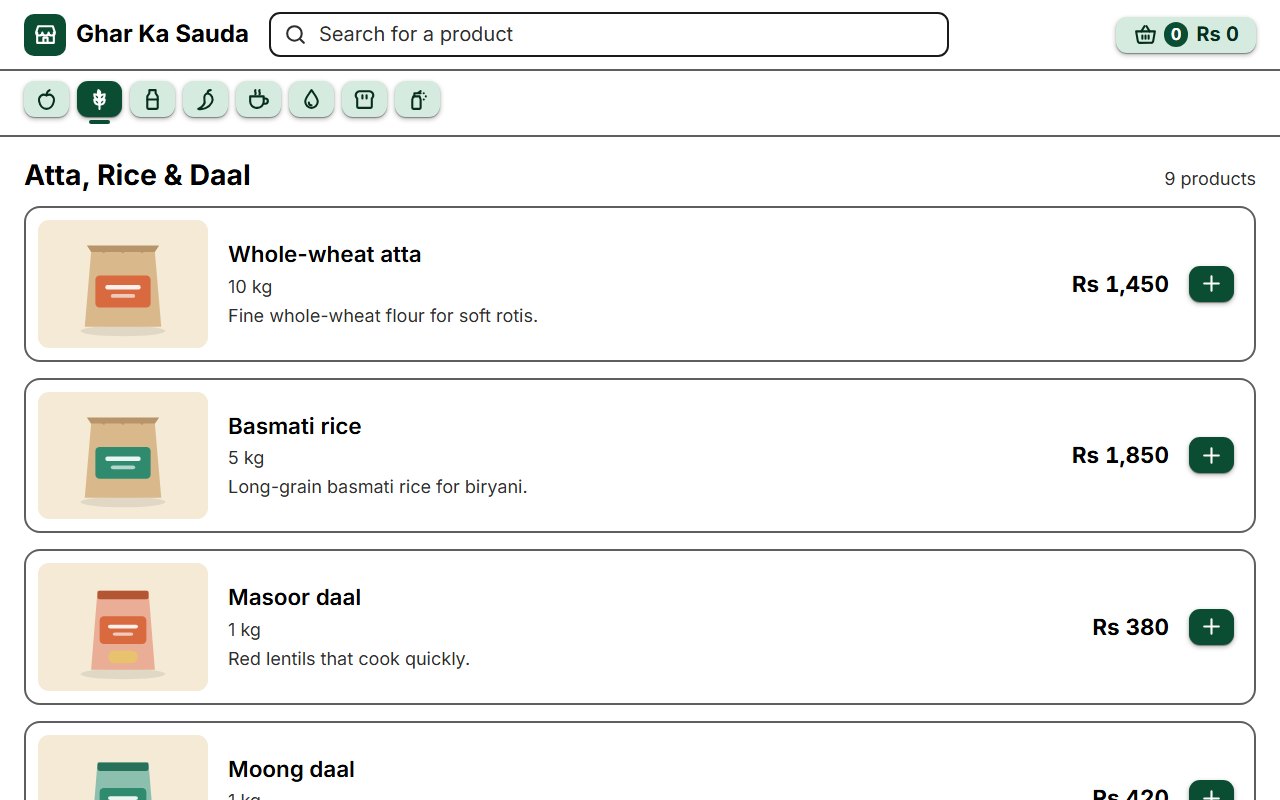 Ghar Ka Sauda
Search for a product
0 Rs 0
Atta, Rice & Daal
9 products
Whole-wheat atta
10 kg
Fine whole-wheat flour for soft rotis.
Rs 1,450
Basmati rice
5 kg
Long-grain basmati rice for biryani.
Rs 1,850
Masoor daal
1 kg
Red lentils that cook quickly.
Rs 380
Moong daal
1 kg
Rs 420